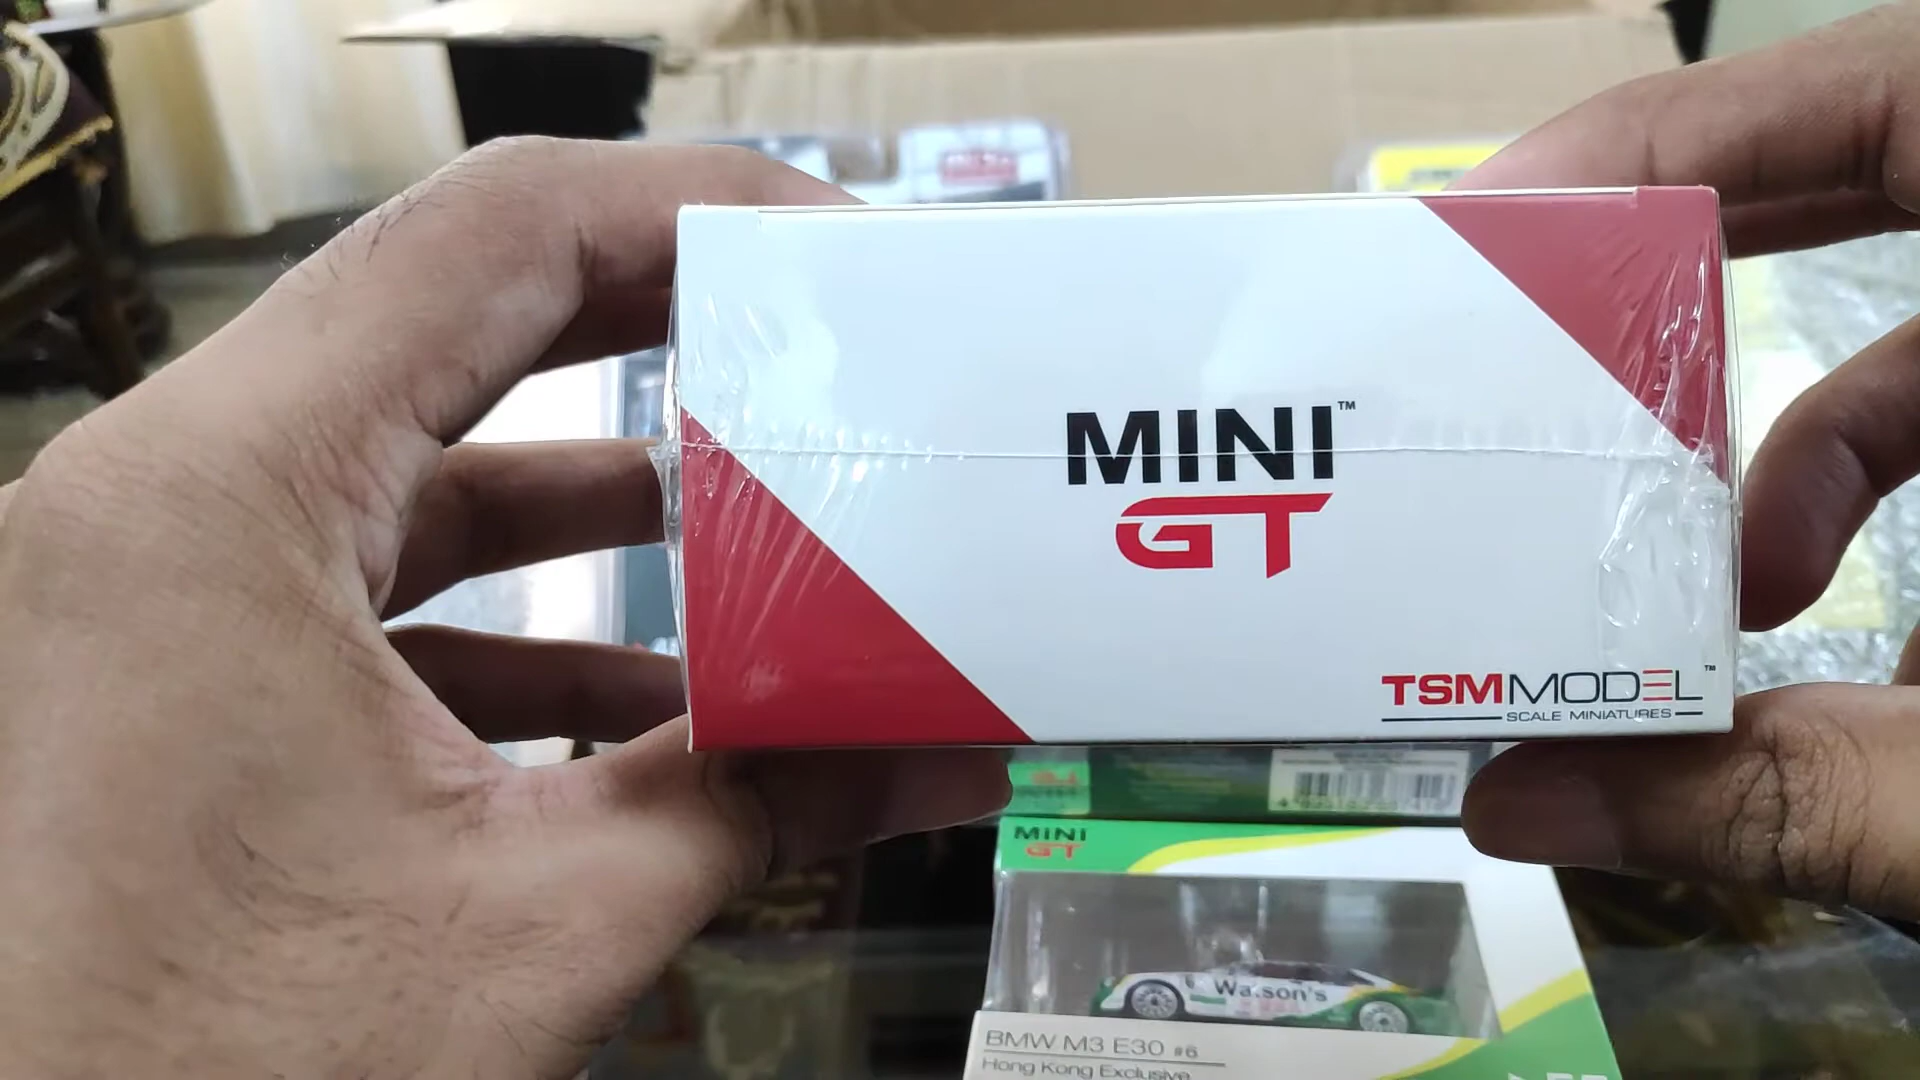 MINI™
GT
TSMMODEL™
SCALE MINIATURES
MINI
GT
Watson's
BMW M3 E30 #6
Hong Kong Exclusive